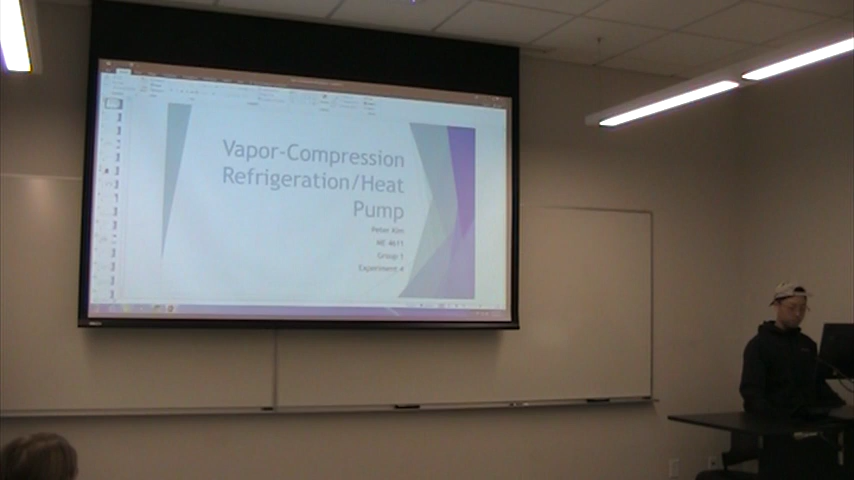 Vapor-Compression
Refrigeration/Heat
Pump
Peter Kim
ME 4611
Group 1
Experiment 4